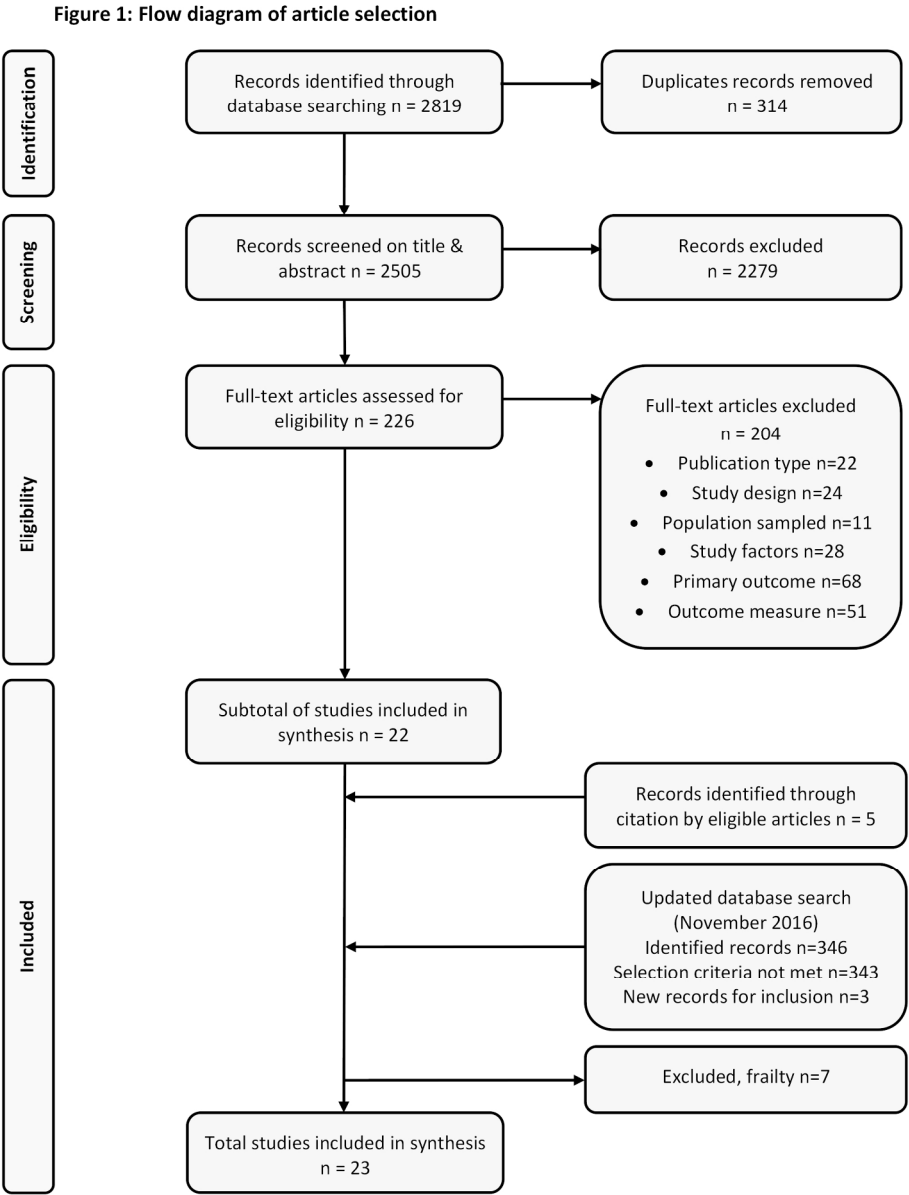 Figure 1: Flow diagram of article selection
Identification
Records identified through
database searching n = 2819
Duplicates records removed
n = 314
Screening
Records screened on title &
abstract n = 2505
Records excluded
n = 2279
Eligibility
Full-text articles assessed for
eligibility n = 226
Full-text articles excluded
n = 204
• Publication type n=22
• Study design n=24
• Population sampled n=11
• Study factors n=28
• Primary outcome n=68
• Outcome measure n=51
Included
Subtotal of studies included in
synthesis n = 22
Records identified through
citation by eligible articles n = 5
Updated database search
(November 2016)
Identified records n=346
Selection criteria not met n=343
New records for inclusion n=3
Excluded, frailty n=7
Total studies included in synthesis
n = 23